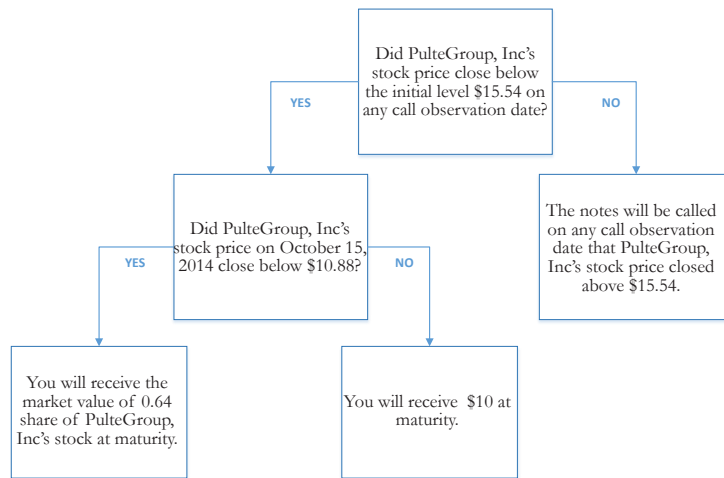 Did PulteGroup, Inc's
stock price close below
the initial level $15.54 on
any call observation date?
YES
NO
Did PulteGroup, Inc's
stock price on October 15,
2014 close below $10.88?
The notes will be called
on any call observation
date that PulteGroup,
Inc's stock price closed
above $15.54.
YES
NO
You will receive the
market value of 0.64
share of PulteGroup,
Inc's stock at maturity.
You will receive $10 at
maturity.